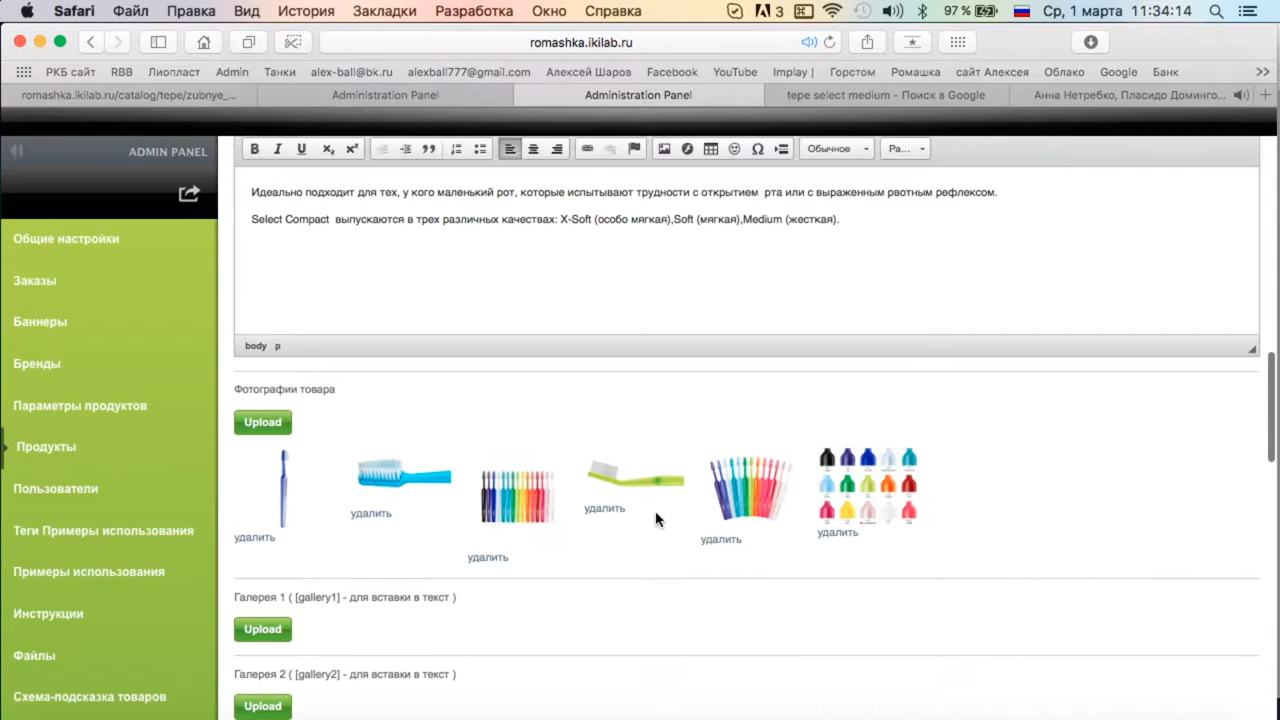 Safari Файл Правка Вид История Закладки Разработка Окно Справка 3 97% Ср, 1 марта 11:34:14
romashka.ikilab.ru
РКБ сайт RBB Лиопласт Admin Танки alex-ball@bk.ru alexball777@gmail.com Алексей Шаров Facebook YouTube Implay | Горстом Ромашка сайт Алексея Облако Google Банк
romashka.ikilab.ru/catalog/tepe/zubnye_... Administration Panel Administration Panel tepe select medium - Поиск в Google Анна Нетребко, Пласидо Доминго...
ADMIN PANEL
Общие настройки
Заказы
Баннеры
Бренды
Параметры продуктов
Продукты
Пользователи
Теги Примеры использования
Примеры использования
Инструкции
Файлы
Схема-подсказка товаров
B I U x₂ x² Обычное Ра...
Идеально подходит для тех, у кого маленький рот, которые испытывают трудности с открытием  рта или с выраженным рвотным рефлексом.
Select Compact  выпускаются в трех различных качествах: X-Soft (особо мягкая),Soft (мягкая),Medium (жесткая).
body p
Фотографии товара
Upload
удалить удалить удалить удалить удалить удалить
Галерея 1 ( [gallery1] - для вставки в текст )
Upload
Галерея 2 ( [gallery2] - для вставки в текст )
Upload